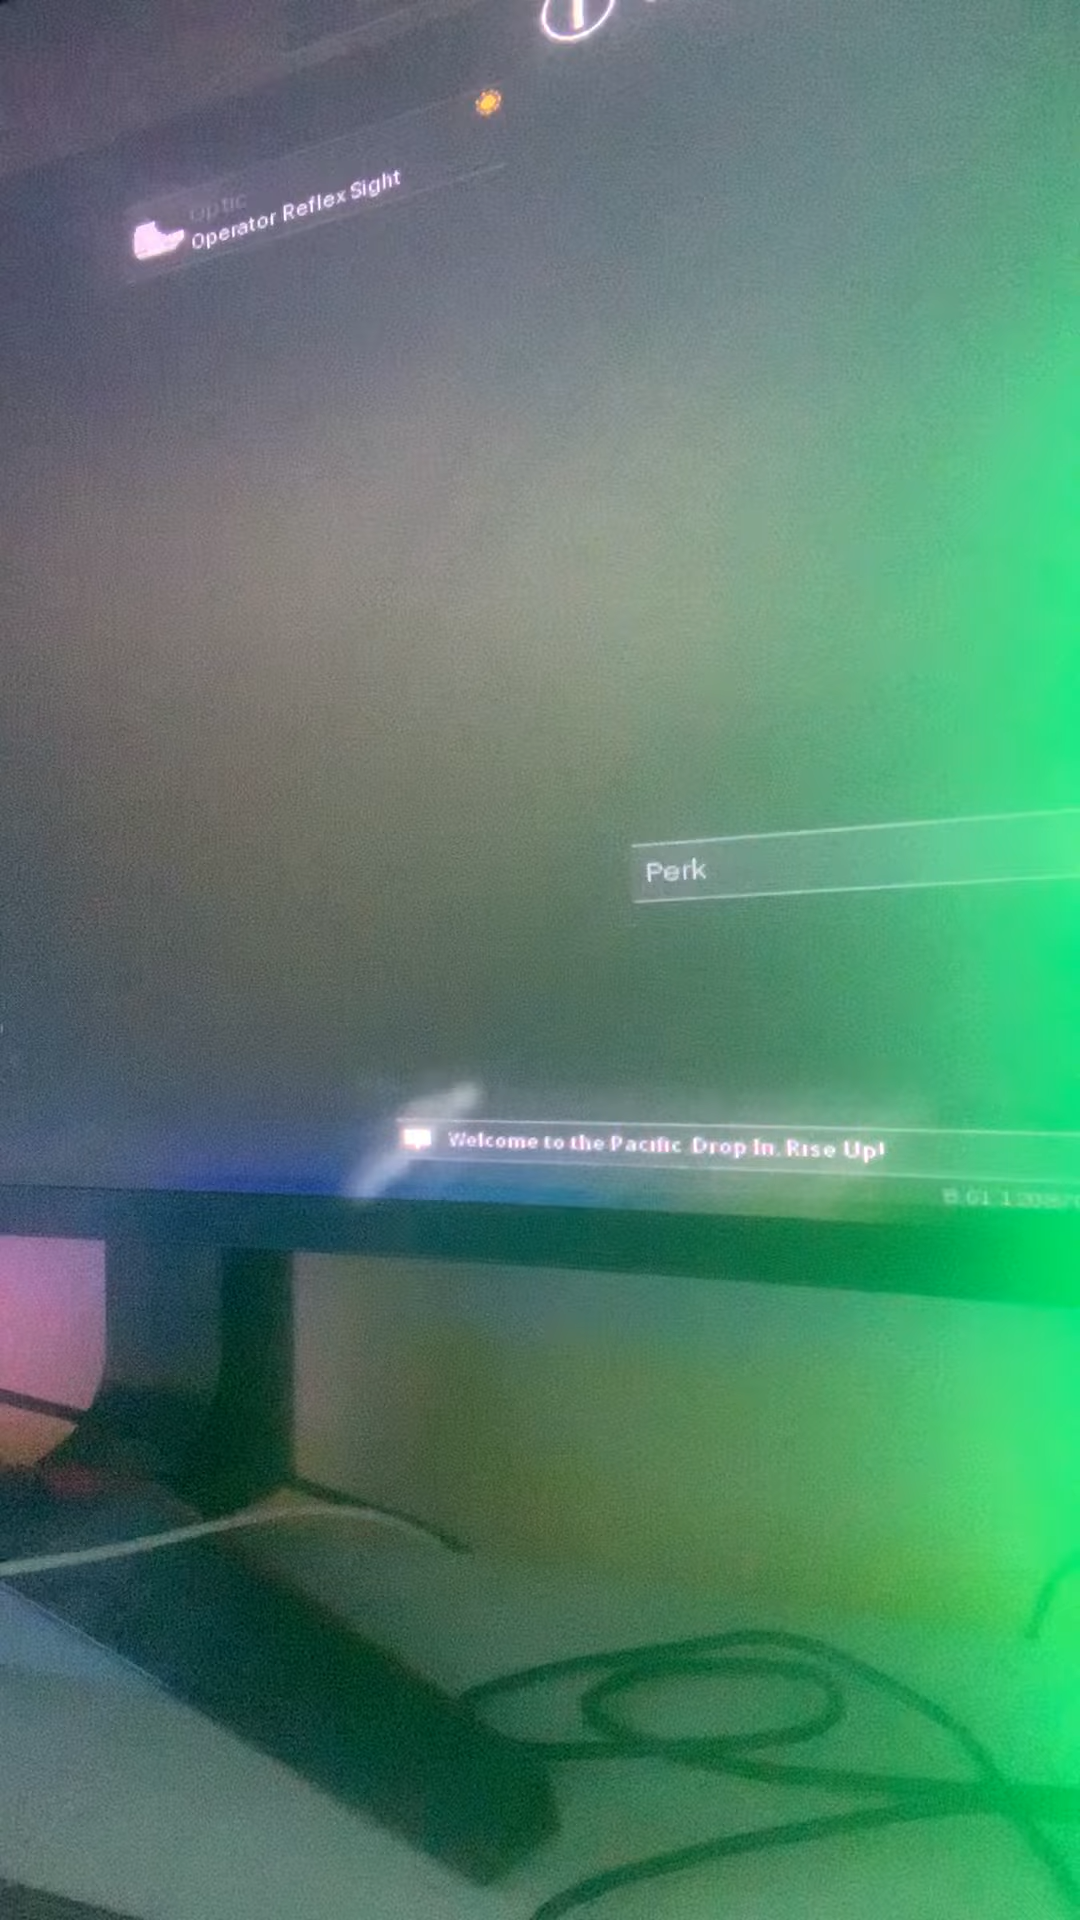 Optic
Operator Reflex Sight
Perk
Welcome to the Pacific. Drop In. Rise Up!